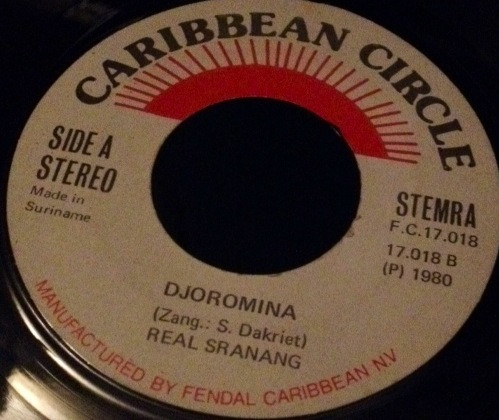 CARIBBEAN CIRCLE
SIDE A
STEREO
Made in
Suriname
STEMRA
F.C.17.018
17.018 B
(P) 1980
DJOROMINA
(Zang.: S. Dakriet)
REAL SRANANG
MANUFACTURED BY FENDAL CARIBBEAN NV